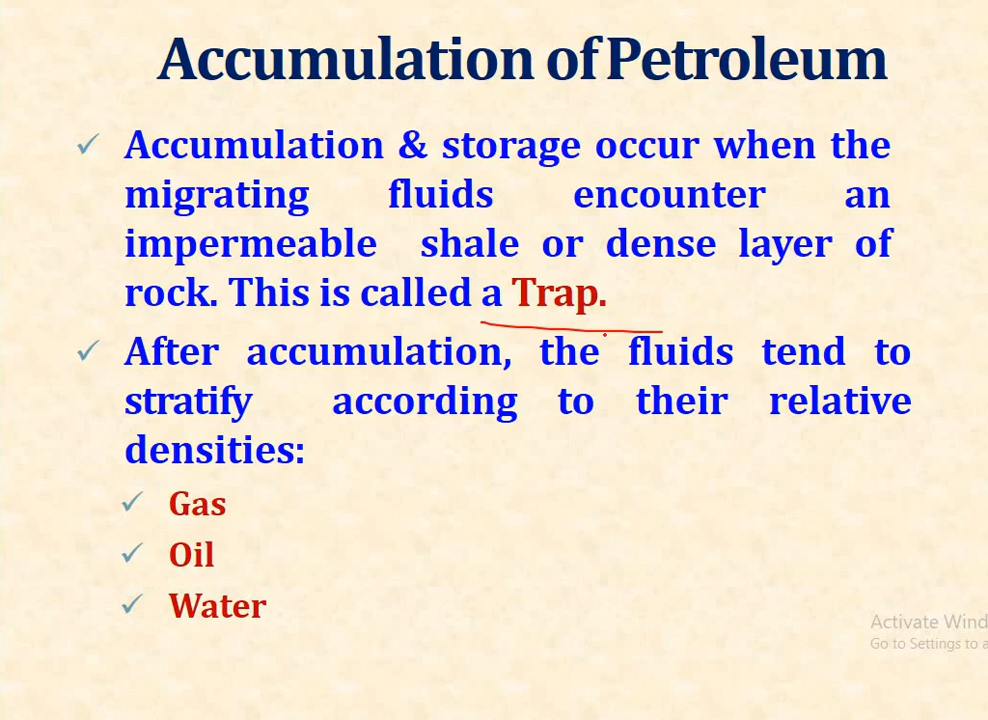 Accumulation of Petroleum
✓ Accumulation & storage occur when the
migrating fluids encounter an
impermeable shale or dense layer of
rock. This is called a Trap.
✓ After accumulation, the fluids tend to
stratify according to their relative
densities:
✓ Gas
✓ Oil
✓ Water
Activate Wind
Go to Settings to a